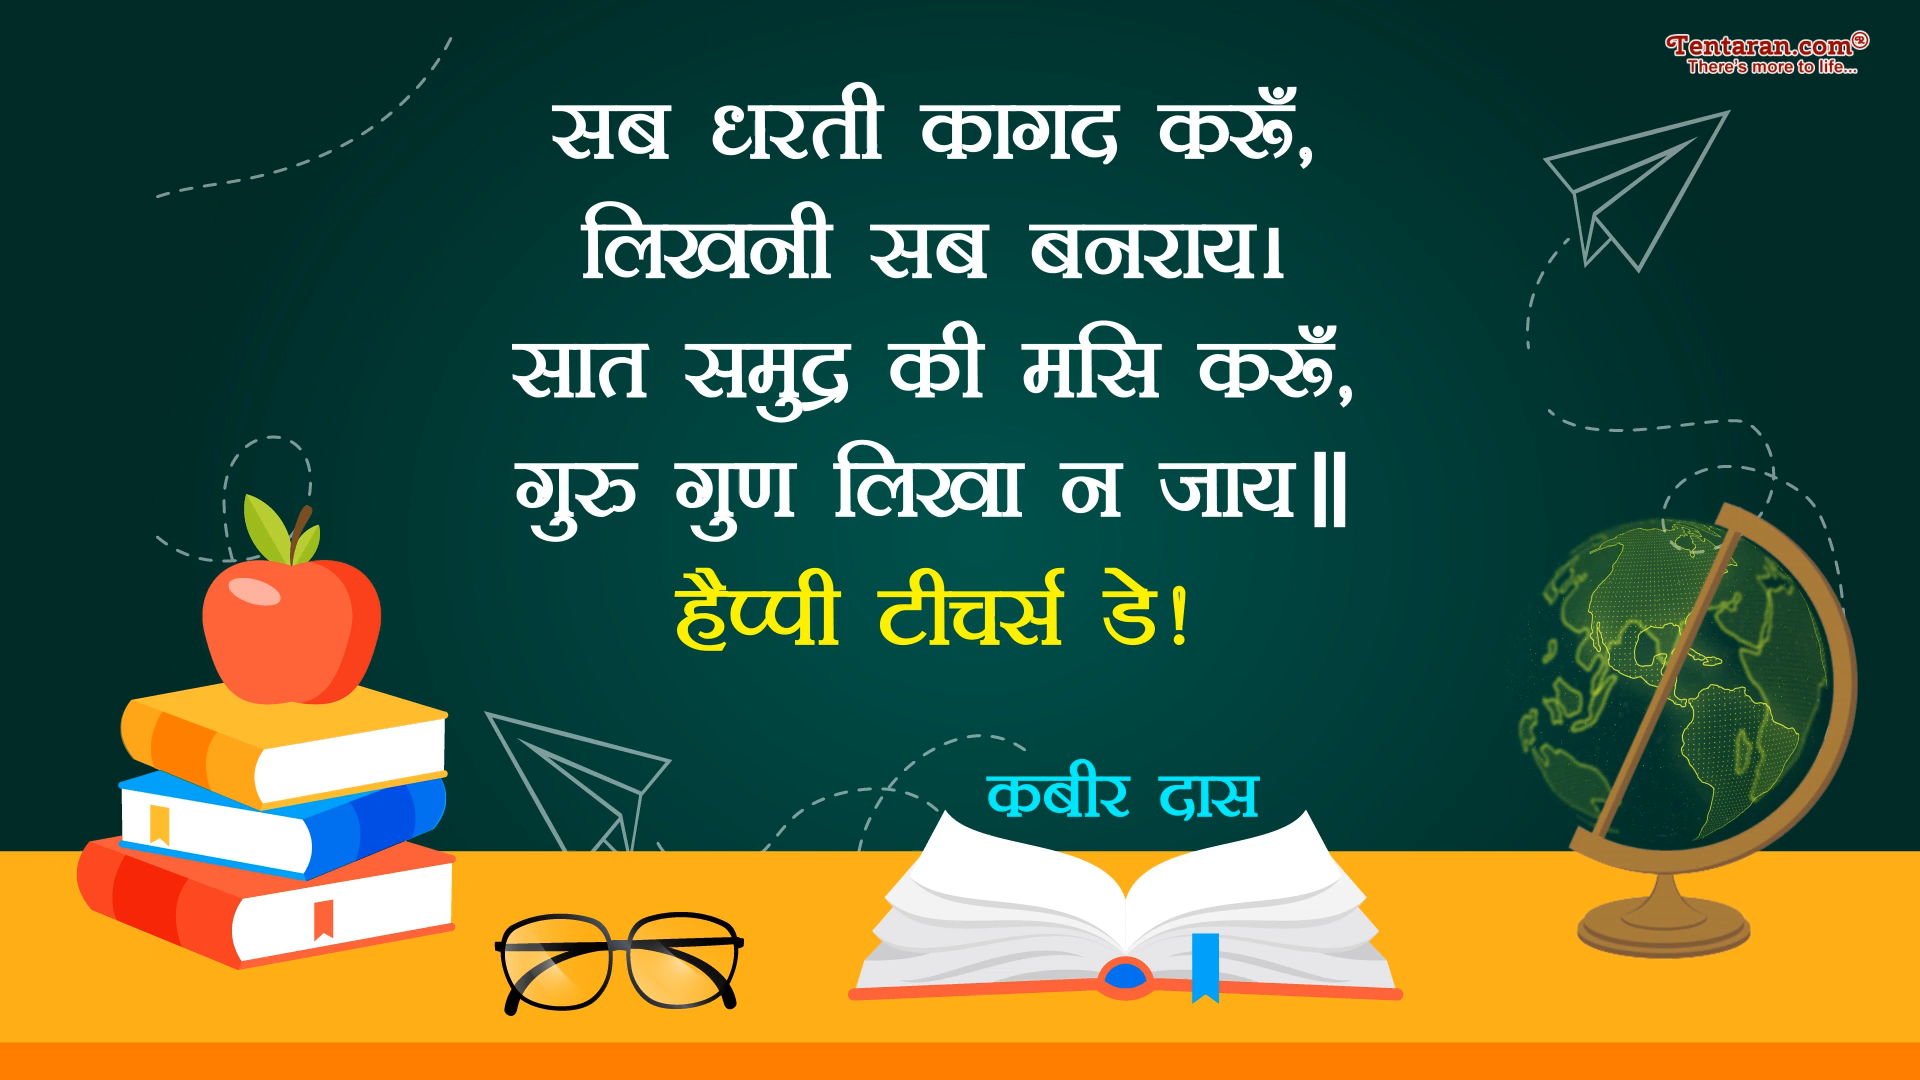 Tentaran.com®
There's more to life...
सब धरती कागद करूँ,
लिखनी सब बनराय।
सात समुद्र की मसि करूँ,
गुरु गुण लिखा न जाय॥
हैप्पी टीचर्स डे!
कबीर दास